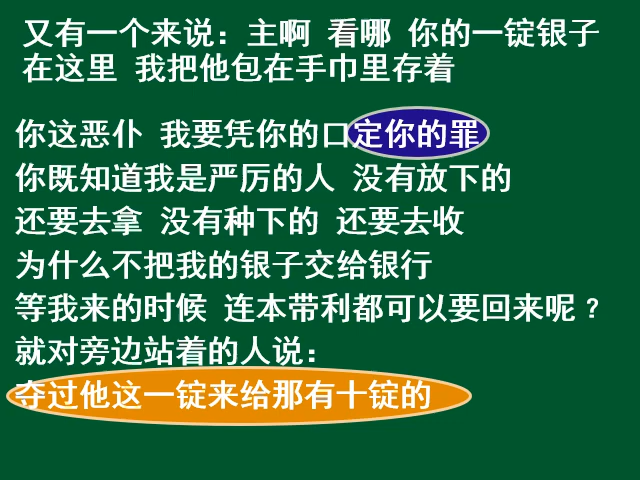 又有一个来说：主啊 看哪 你的一锭银子
在这里 我把他包在手巾里存着
你这恶仆 我要凭你的口定你的罪
你既知道我是严厉的人 没有放下的
还要去拿 没有种下的 还要去收
为什么不把我的银子交给银行
等我来的时候 连本带利都可以要回来呢？
就对旁边站着的人说：
夺过他这一锭来给那有十锭的